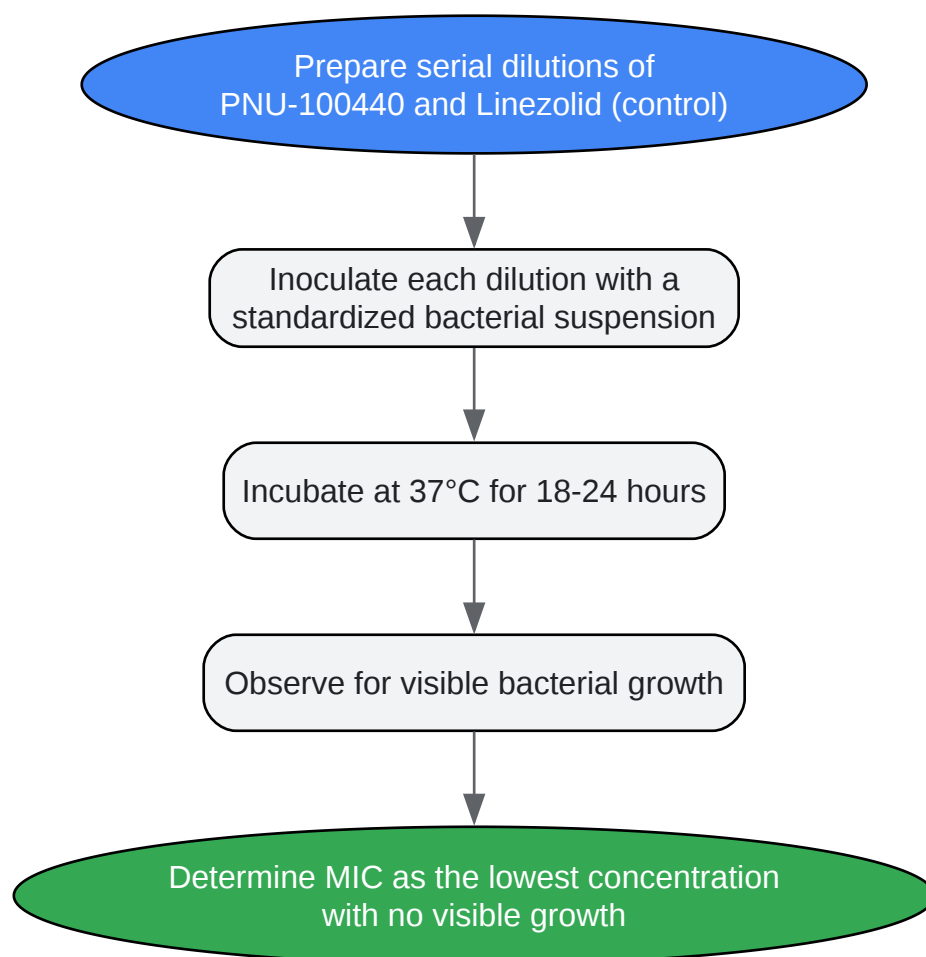 Prepare serial dilutions of
PNU-100440 and Linezolid (control)
Inoculate each dilution with a
standardized bacterial suspension
Incubate at 37°C for 18-24 hours
Observe for visible bacterial growth
Determine MIC as the lowest concentration
with no visible growth